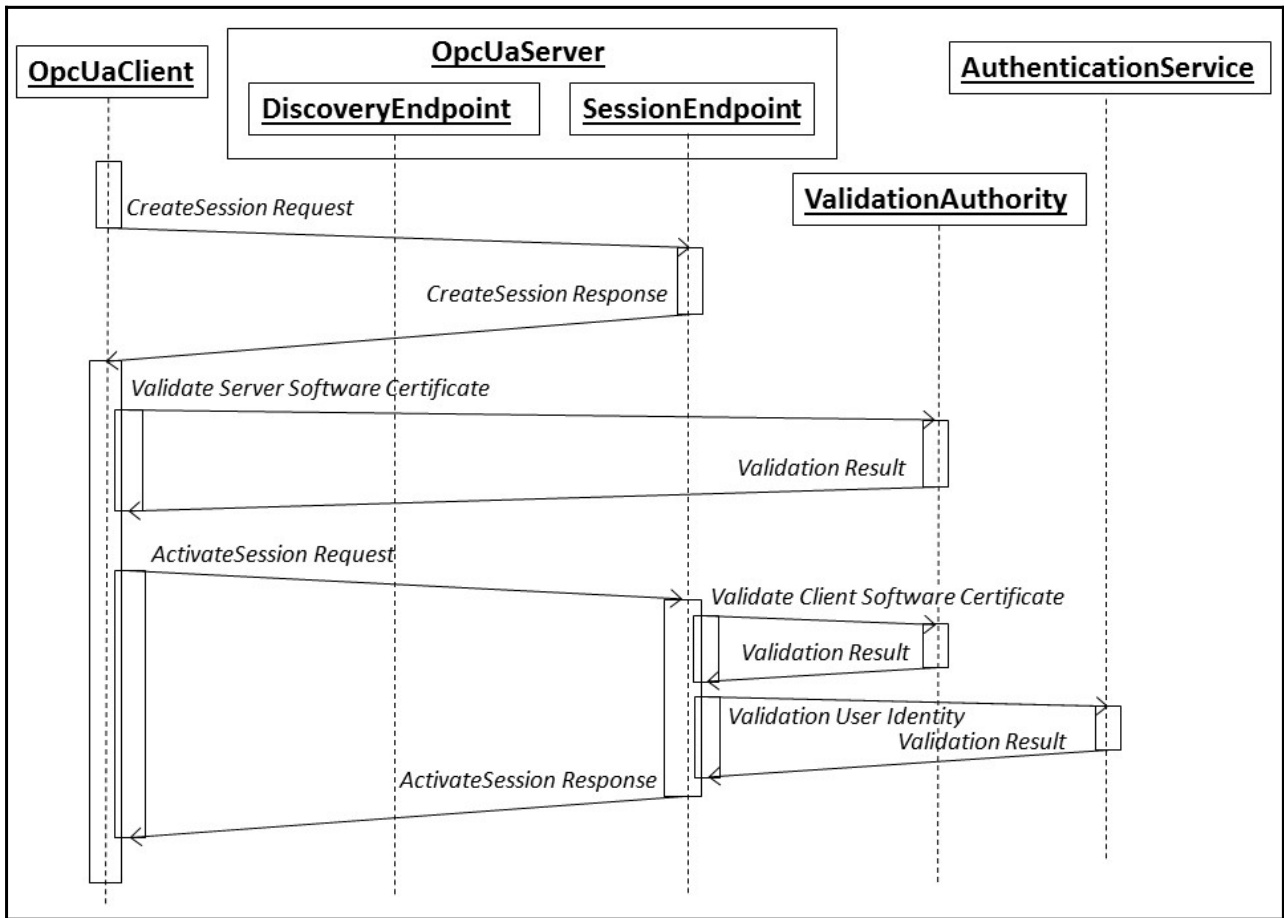 OpcUaServer
OpcUaClient
DiscoveryEndpoint
SessionEndpoint
AuthenticationService
ValidationAuthority
CreateSession Request
CreateSession Response
Validate Server Software Certificate
Validation Result
ActivateSession Request
Validate Client Software Certificate
Validation Result
Validation User Identity
Validation Result
ActivateSession Response